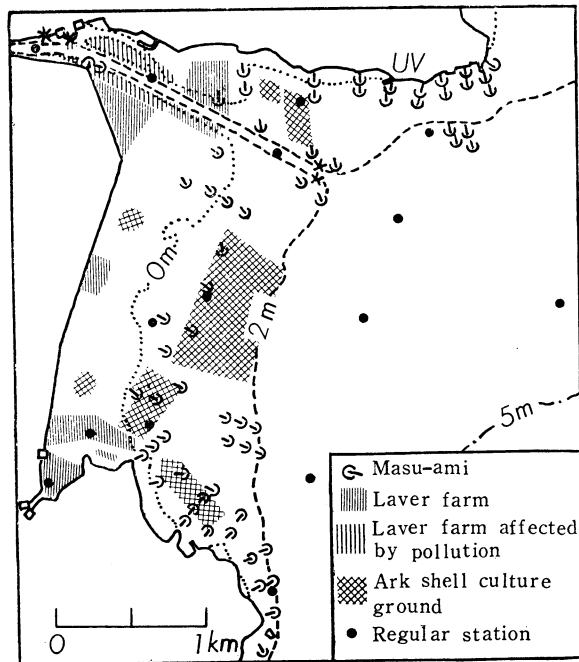 UV
0m
2m
5m
Masu-ami
Laver farm
Laver farm affected
by pollution
Ark shell culture
ground
Regular station
0 1km